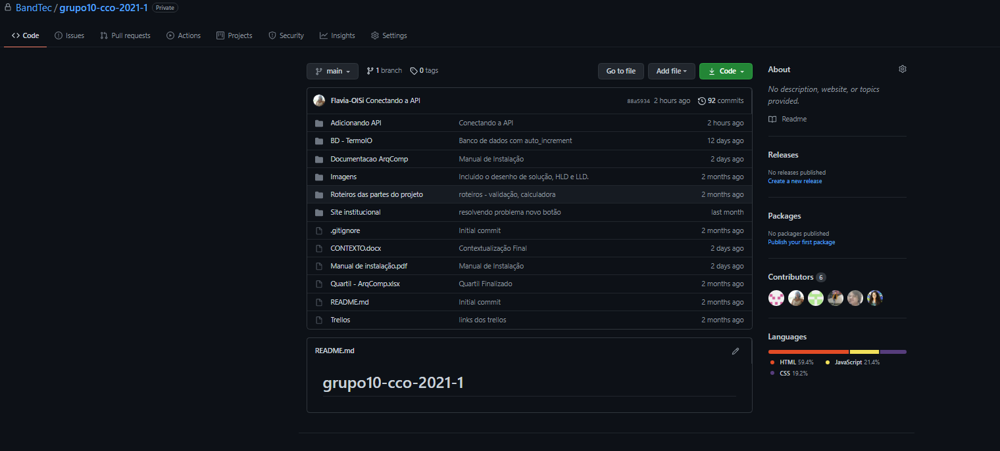 BandTec / grupo10-cco-2021-1 Private
Code Issues Pull requests Actions Projects Security Insights Settings
main 1 branch 0 tags Go to file Add file Code
Flavia-OlSi Conectando a API 88a5934 2 hours ago 92 commits
Adicionando API Conectando a API 2 hours ago
BD - TermoIO Banco de dados com auto_increment 12 days ago
Documentacao ArqComp Manual de Instalação 2 days ago
Imagens Incluido o desenho de solução, HLD e LLD. 2 months ago
Roteiros das partes do projeto roteiros - validação, calculadora 2 months ago
Site institucional resolvendo problema novo botão last month
.gitignore Initial commit 2 months ago
CONTEXTO.docx Contextualização Final 2 days ago
Manual de instalação.pdf Manual de Instalação 2 days ago
Quartil - ArqComp.xlsx Quartil Finalizado 2 months ago
README.md Initial commit 2 months ago
Trellos links dos trellos 2 months ago
README.md
grupo10-cco-2021-1
About
No description, website, or topics
provided.
Readme
Releases
No releases published
Create a new release
Packages
No packages published
Publish your first package
Contributors 6
Languages
HTML 59.4% JavaScript 21.4%
CSS 19.2%